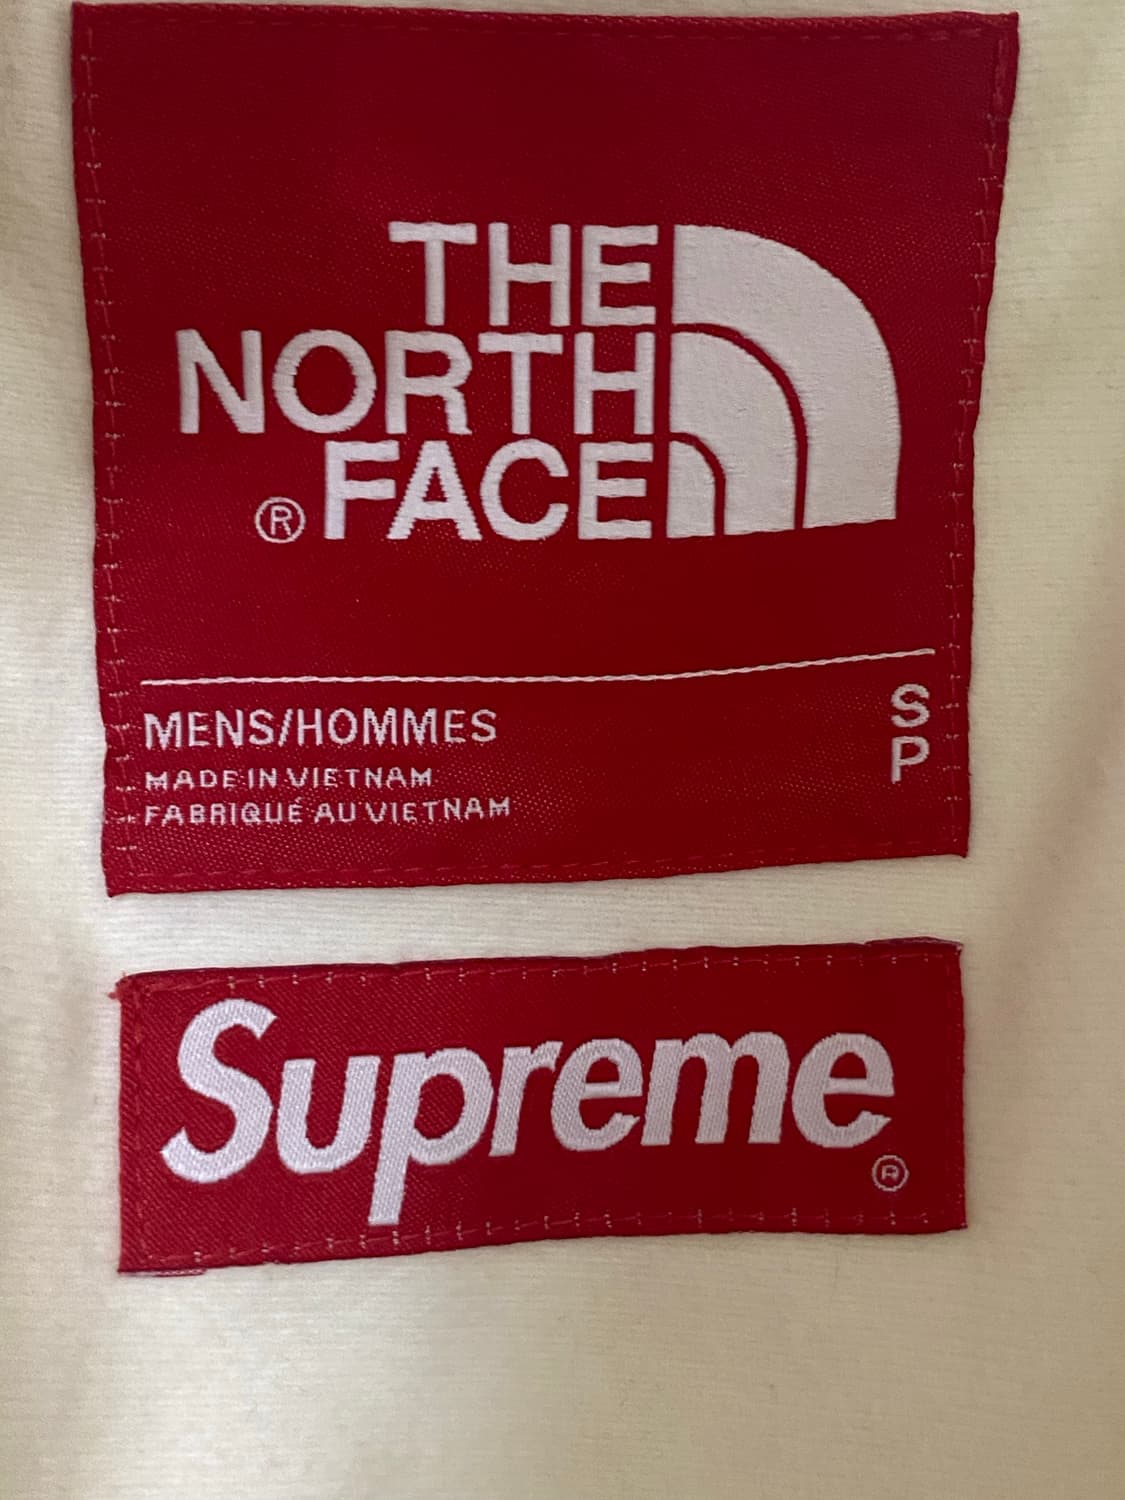 THE
NORTH
® FACE
MENS/HOMMES
MADE IN VIETNAM
FABRIQUÉ AU VIETNAM
S
P
Supreme
®